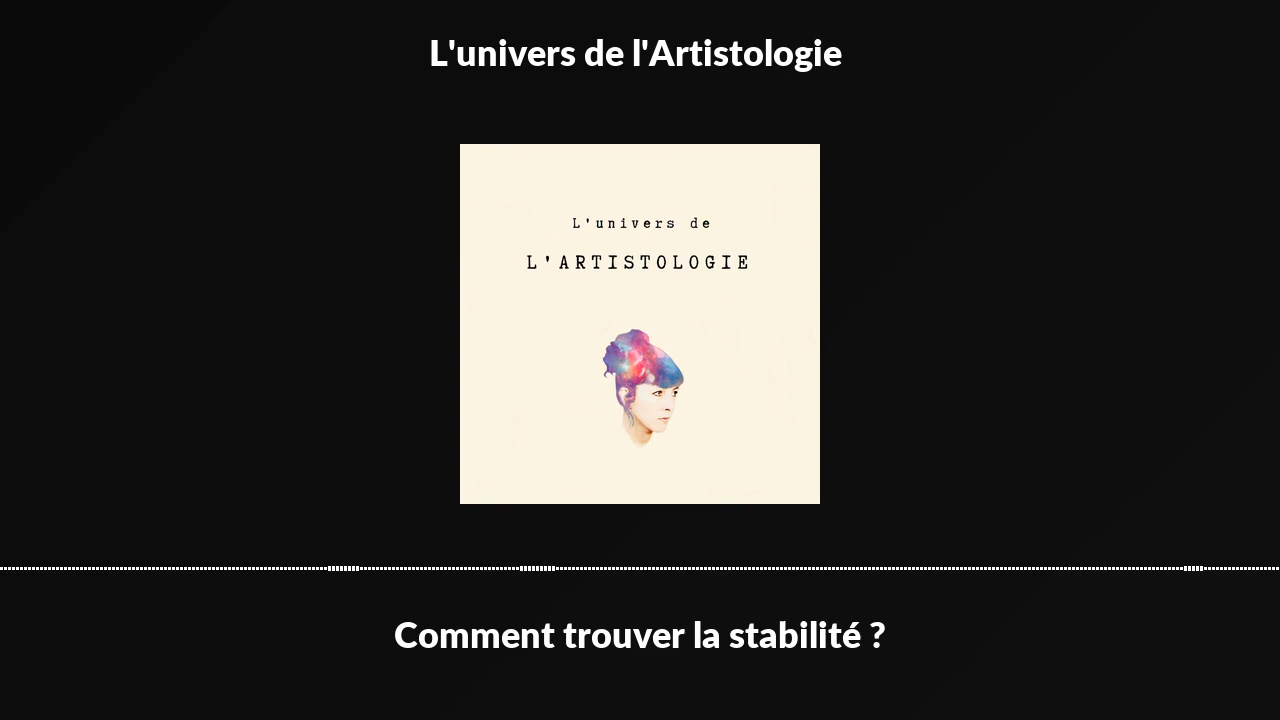 L'univers de l'Artistologie
L'univers de
L'ARTISTOLOGIE
Comment trouver la stabilité ?